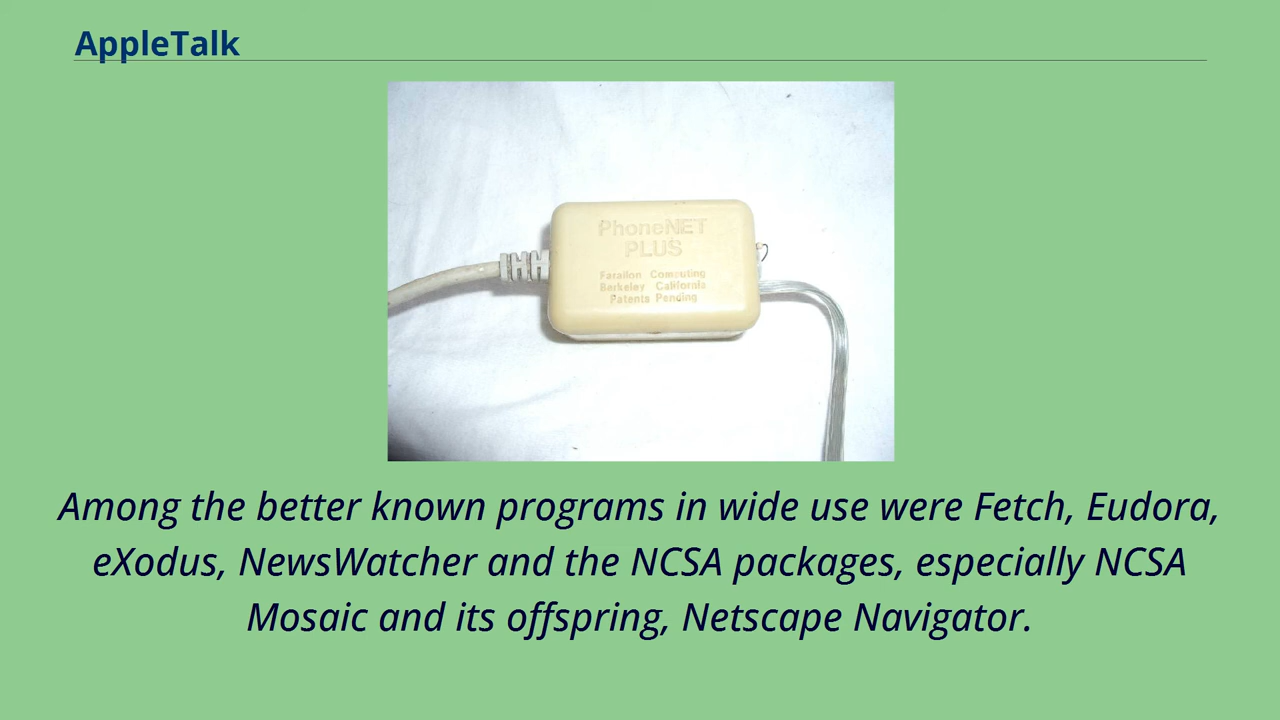 AppleTalk
PhoneNET
PLUS
Farallon Computing
Berkeley California
Patents Pending
Among the better known programs in wide use were Fetch, Eudora,
eXodus, NewsWatcher and the NCSA packages, especially NCSA
Mosaic and its offspring, Netscape Navigator.